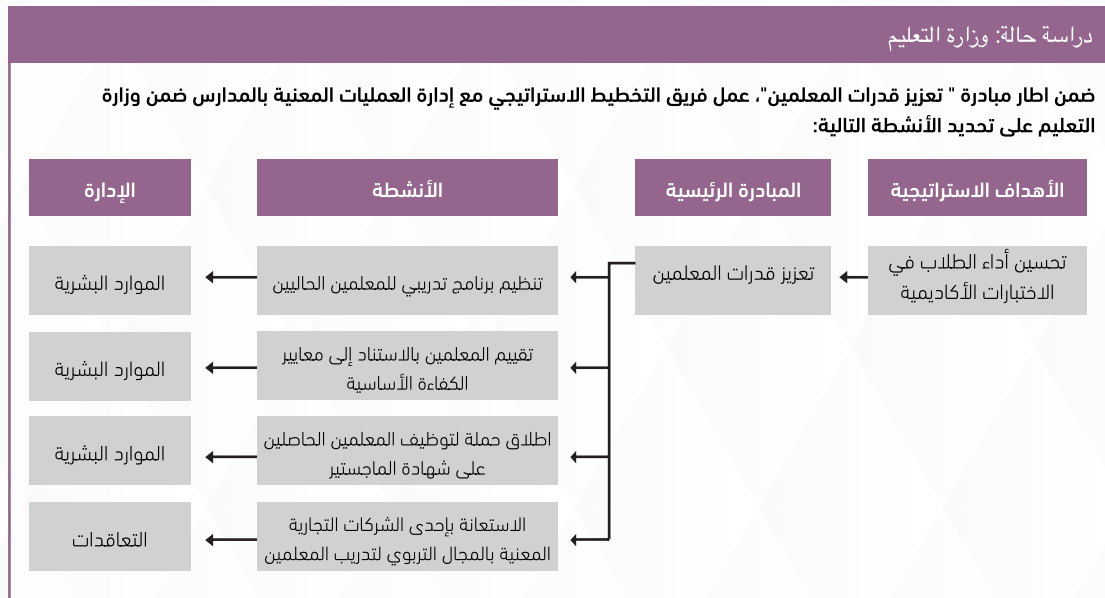 دراسة حالة: وزارة التعليم
ضمن اطار مبادرة " تعزيز قدرات المعلمين"، عمل فريق التخطيط الاستراتيجي مع إدارة العمليات المعنية بالمدارس ضمن وزارة
التعليم على تحديد الأنشطة التالية:
الأهداف الاستراتيجية
المبادرة الرئيسية
الأنشطة
الإدارة
تحسين أداء الطلاب في
الاختبارات الأكاديمية
تعزيز قدرات المعلمين
تنظيم برنامج تدريبي للمعلمين الحاليين
الموارد البشرية
تقييم المعلمين بالاستناد إلى معايير
الكفاءة الأساسية
الموارد البشرية
اطلاق حملة لتوظيف المعلمين الحاصلين
على شهادة الماجستير
الموارد البشرية
الاستعانة بإحدى الشركات التجارية
المعنية بالمجال التربوي لتدريب المعلمين
التعاقدات